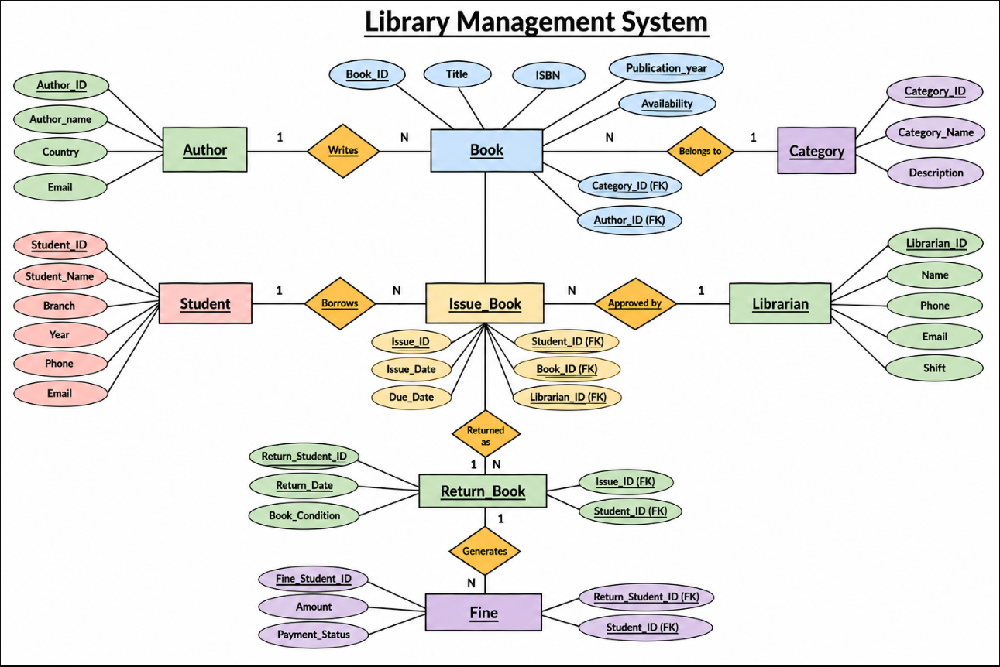 Library Management System
Book_ID
Title
ISBN
Publication_year
Availability
Author_ID
Author_name
Country
Email
Author
1
Writes
N
Book
N
Belongs to
1
Category
Category_ID
Category_Name
Description
Category_ID (FK)
Author_ID (FK)
Student_ID
Student_Name
Branch
Year
Phone
Email
Student
1
Borrows
N
Issue_Book
N
Approved by
1
Librarian
Librarian_ID
Name
Phone
Email
Shift
Issue_ID
Issue_Date
Due_Date
Student_ID (FK)
Book_ID (FK)
Librarian_ID (FK)
Returned
as
1 N
Return_Student_ID
Return_Date
Book_Condition
Return_Book
Issue_ID (FK)
Student_ID (FK)
1
Generates
N
Fine_Student_ID
Amount
Payment_Status
Fine
Return_Student_ID (FK)
Student_ID (FK)